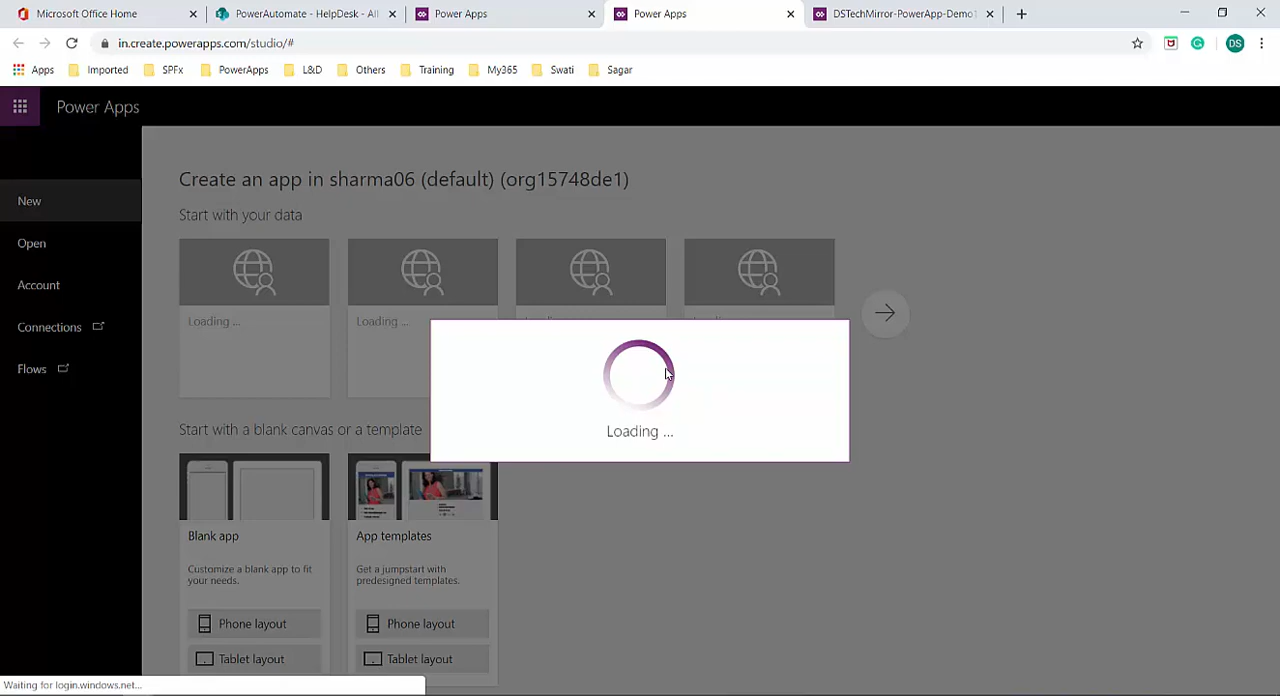 Microsoft Office Home
PowerAutomate - HelpDesk - All
Power Apps
Power Apps
DSTechMirror-PowerApp-Demo
in.create.powerapps.com/studio/#
DS
Apps
Imported
SPFx
PowerApps
L&D
Others
Training
My365
Swati
Sagar
Power Apps
New
Open
Account
Connections
Flows
Create an app in sharma06 (default) (org15748de1)
Start with your data
Loading ...
Loading ...
Loading ...
Start with a blank canvas or a template
Blank app
Customize a blank app to fit
your needs.
Phone layout
Tablet layout
App templates
Get a jumpstart with
predesigned templates.
Phone layout
Tablet layout
Waiting for login.windows.net...